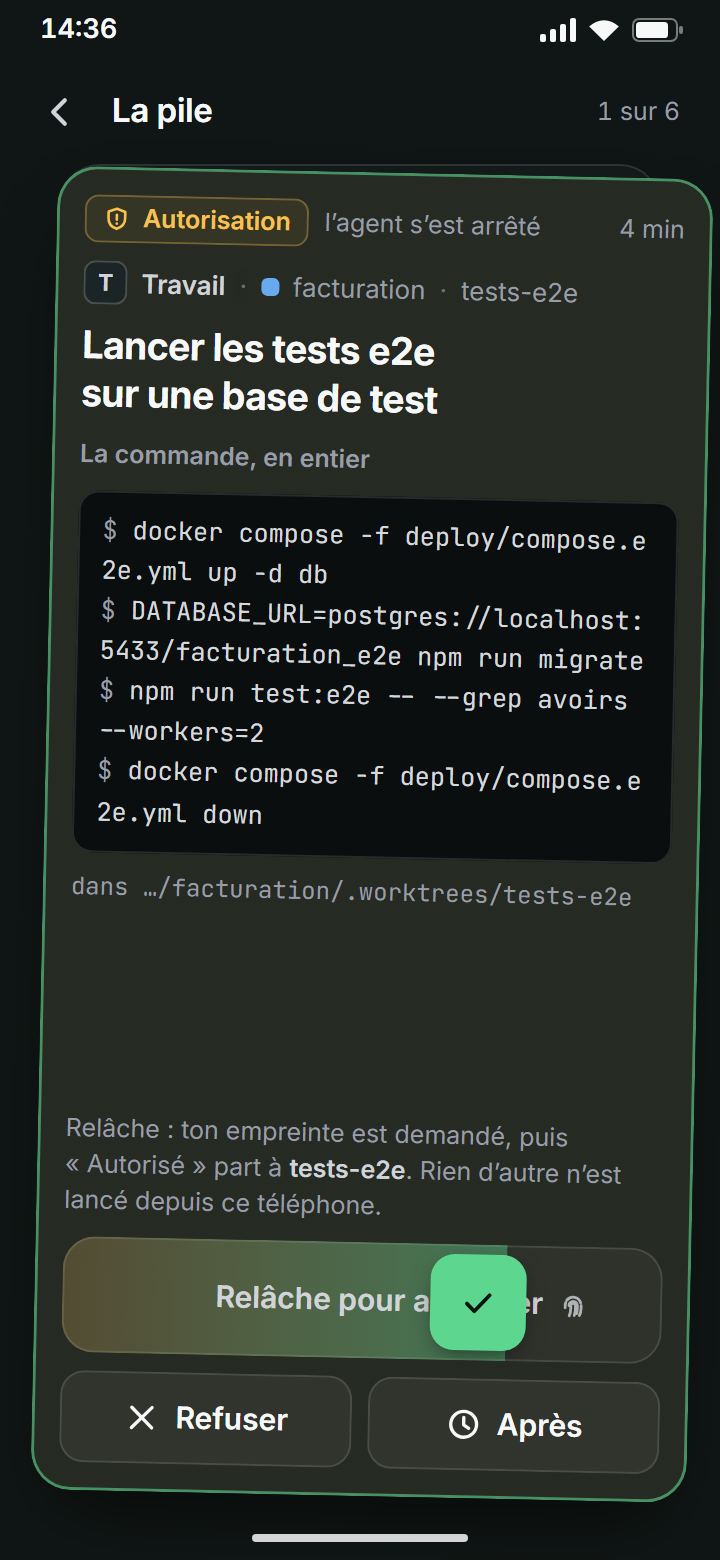 14:36
La pile
1 sur 6
Autorisation l’agent s’est arrêté 4 min
T Travail · facturation · tests-e2e
Lancer les tests e2e
sur une base de test
La commande, en entier
$ docker compose -f deploy/compose.e
2e.yml up -d db
$ DATABASE_URL=postgres://localhost:
5433/facturation_e2e npm run migrate
$ npm run test:e2e -- --grep avoirs
--workers=2
$ docker compose -f deploy/compose.e
2e.yml down
dans …/facturation/.worktrees/tests-e2e
Relâche : ton empreinte est demandé, puis
« Autorisé » part à tests-e2e. Rien d’autre n’est
lancé depuis ce téléphone.
Relâche pour
Refuser
Après